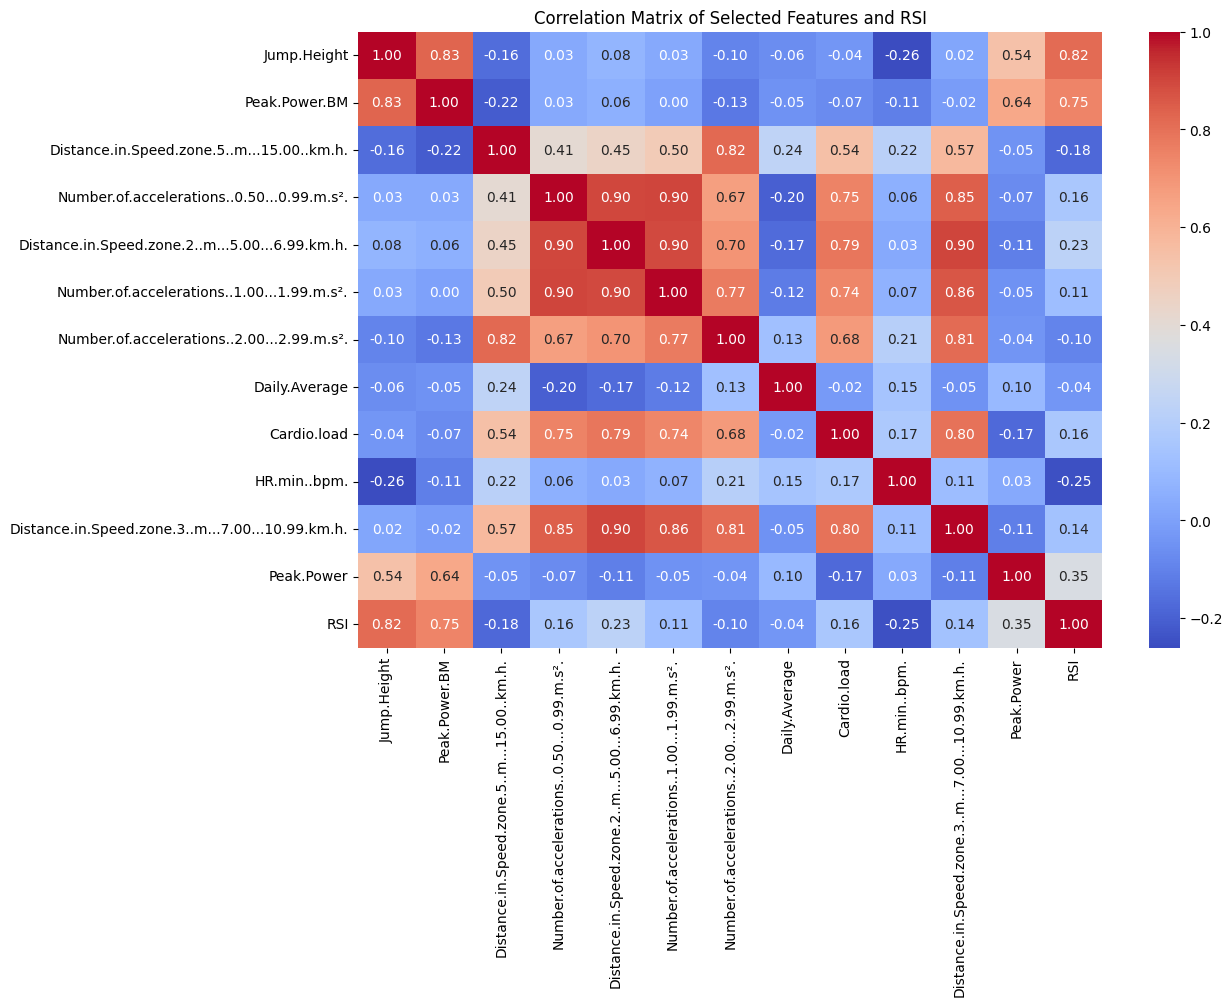 Correlation Matrix of Selected Features and RSI
Jump.Height 1.00 0.83 -0.16 0.03 0.08 0.03 -0.10 -0.06 -0.04 -0.26 0.02 0.54 0.82
Peak.Power.BM 0.83 1.00 -0.22 0.03 0.06 0.00 -0.13 -0.05 -0.07 -0.11 -0.02 0.64 0.75
Distance.in.Speed.zone.5..m...15.00..km.h. -0.16 -0.22 1.00 0.41 0.45 0.50 0.82 0.24 0.54 0.22 0.57 -0.05 -0.18
Number.of.accelerations..0.50...0.99.m.s². 0.03 0.03 0.41 1.00 0.90 0.90 0.67 -0.20 0.75 0.06 0.85 -0.07 0.16
Distance.in.Speed.zone.2..m...5.00...6.99.km.h. 0.08 0.06 0.45 0.90 1.00 0.90 0.70 -0.17 0.79 0.03 0.90 -0.11 0.23
Number.of.accelerations..1.00...1.99.m.s². 0.03 0.00 0.50 0.90 0.90 1.00 0.77 -0.12 0.74 0.07 0.86 -0.05 0.11
Number.of.accelerations..2.00...2.99.m.s². -0.10 -0.13 0.82 0.67 0.70 0.77 1.00 0.13 0.68 0.21 0.81 -0.04 -0.10
Daily.Average -0.06 -0.05 0.24 -0.20 -0.17 -0.12 0.13 1.00 -0.02 0.15 -0.05 0.10 -0.04
Cardio.load -0.04 -0.07 0.54 0.75 0.79 0.74 0.68 -0.02 1.00 0.17 0.80 -0.17 0.16
HR.min..bpm. -0.26 -0.11 0.22 0.06 0.03 0.07 0.21 0.15 0.17 1.00 0.11 0.03 -0.25
Distance.in.Speed.zone.3..m...7.00...10.99.km.h. 0.02 -0.02 0.57 0.85 0.90 0.86 0.81 -0.05 0.80 0.11 1.00 -0.11 0.14
Peak.Power 0.54 0.64 -0.05 -0.07 -0.11 -0.05 -0.04 0.10 -0.17 0.03 -0.11 1.00 0.35
RSI 0.82 0.75 -0.18 0.16 0.23 0.11 -0.10 -0.04 0.16 -0.25 0.14 0.35 1.00
Jump.Height
Peak.Power.BM
Distance.in.Speed.zone.5..m...15.00..km.h.
Number.of.accelerations..0.50...0.99.m.s².
Distance.in.Speed.zone.2..m...5.00...6.99.km.h.
Number.of.accelerations..1.00...1.99.m.s².
Number.of.accelerations..2.00...2.99.m.s².
Daily.Average
Cardio.load
HR.min..bpm.
Distance.in.Speed.zone.3..m...7.00...10.99.km.h.
Peak.Power
RSI
1.0
0.8
0.6
0.4
0.2
0.0
−0.2